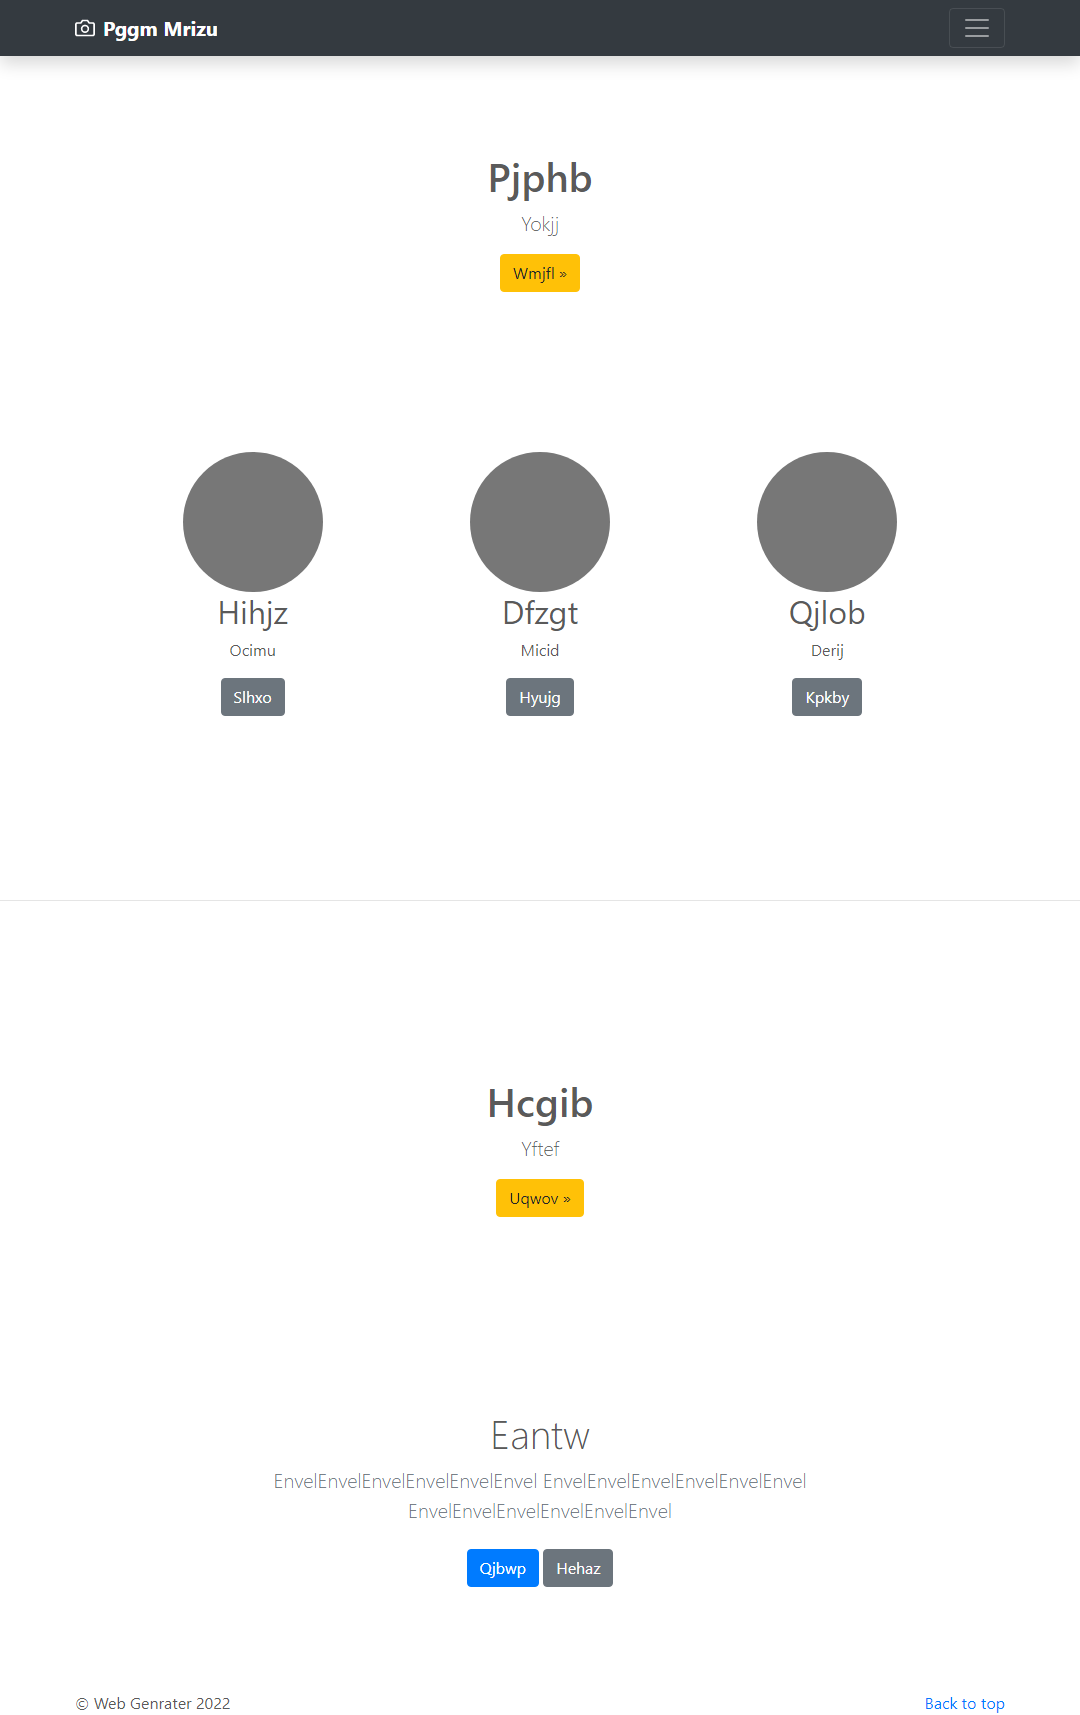 Pggm Mrizu
Pjphb
Yokjj
Wmjfl »
Hihjz
Ocimu
Slhxo
Dfzgt
Micid
Hyujg
Qjlob
Derij
Kpkby
Hcgib
Yftef
Uqwov »
Eantw
EnvelEnvelEnvelEnvelEnvelEnvel EnvelEnvelEnvelEnvelEnvelEnvel
EnvelEnvelEnvelEnvelEnvelEnvel
Qjbwp Hehaz
© Web Genrater 2022 Back to top